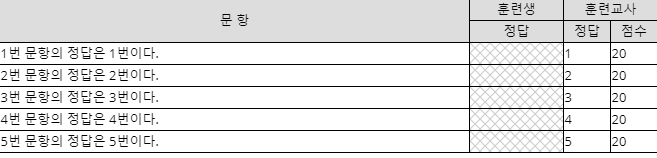 문 항 훈련생 훈련교사
정답 정답 점수
1번 문항의 정답은 1번이다. 1 20
2번 문항의 정답은 2번이다. 2 20
3번 문항의 정답은 3번이다. 3 20
4번 문항의 정답은 4번이다. 4 20
5번 문항의 정답은 5번이다. 5 20